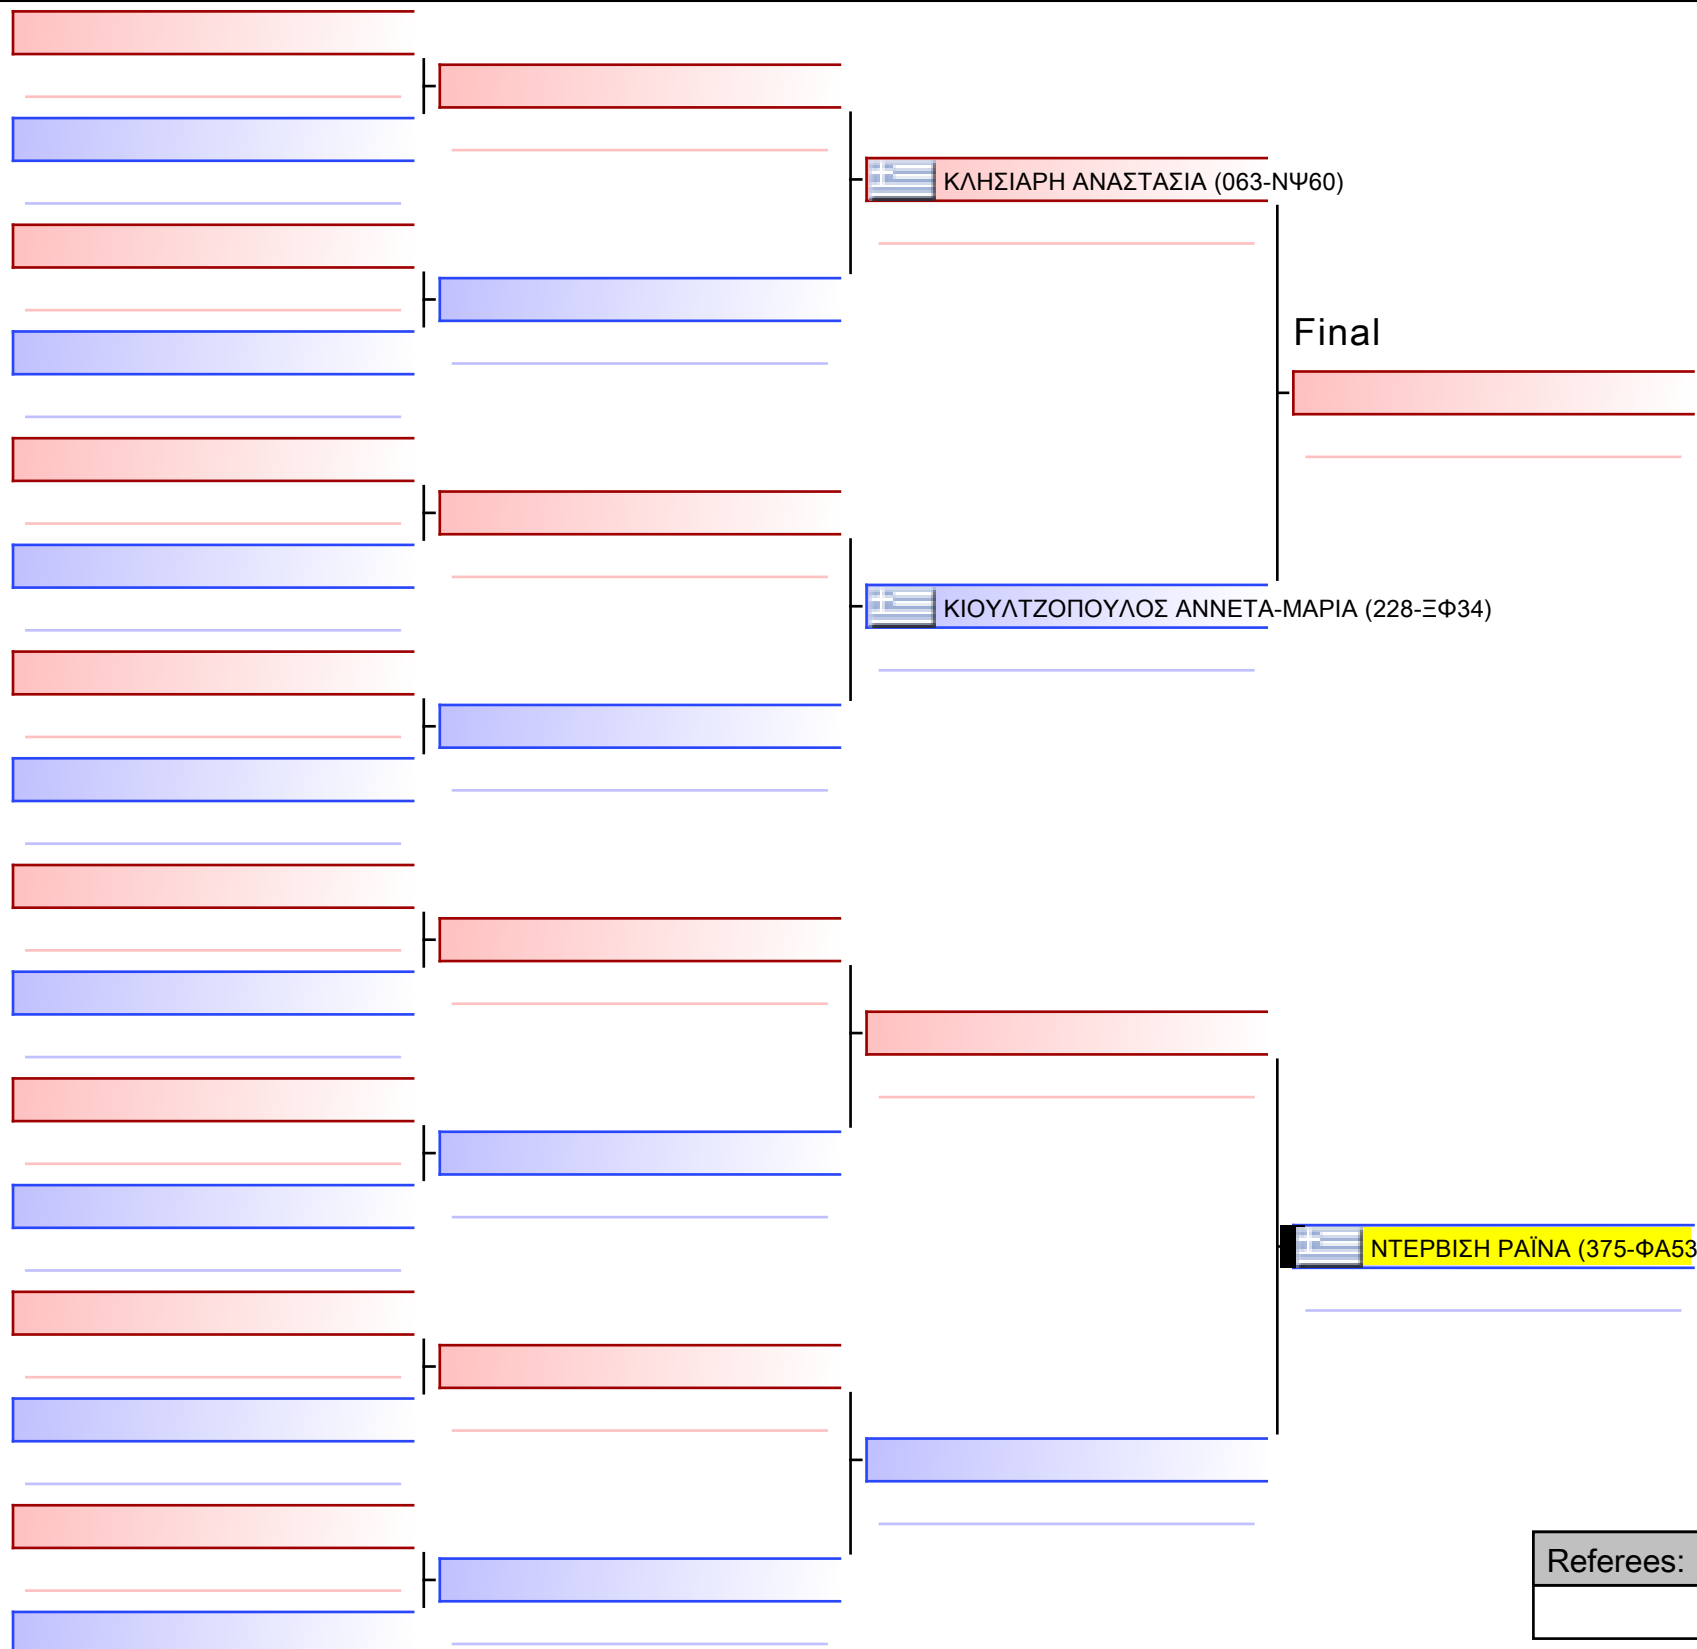 ΚΛΗΣΙΑΡΗ ΑΝΑΣΤΑΣΙΑ (063-ΝΨ60)
Final
ΚΙΟΥΛΤΖΟΠΟΥΛΟΣ ΑΝΝΕΤΑ-ΜΑΡΙΑ (228-ΞΦ34)
ΝΤΕΡΒΙΣΗ ΡΑΪΝΑ (375-ΦΑ53
Referees: